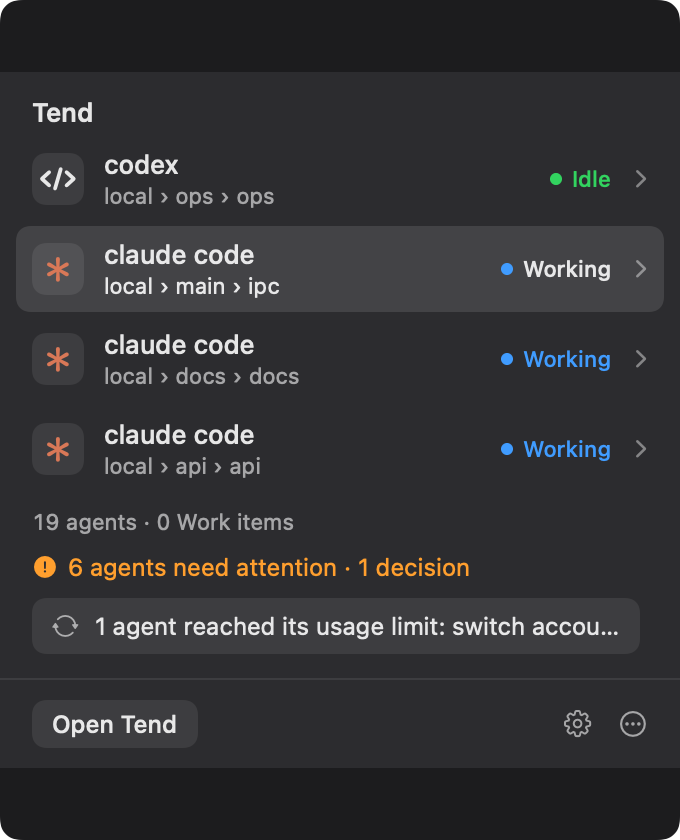 Tend
</> codex
local › ops › ops
Idle
claude code
local › main › ipc
Working
claude code
local › docs › docs
Working
claude code
local › api › api
Working
19 agents · 0 Work items
! 6 agents need attention · 1 decision
1 agent reached its usage limit: switch accou...
Open Tend